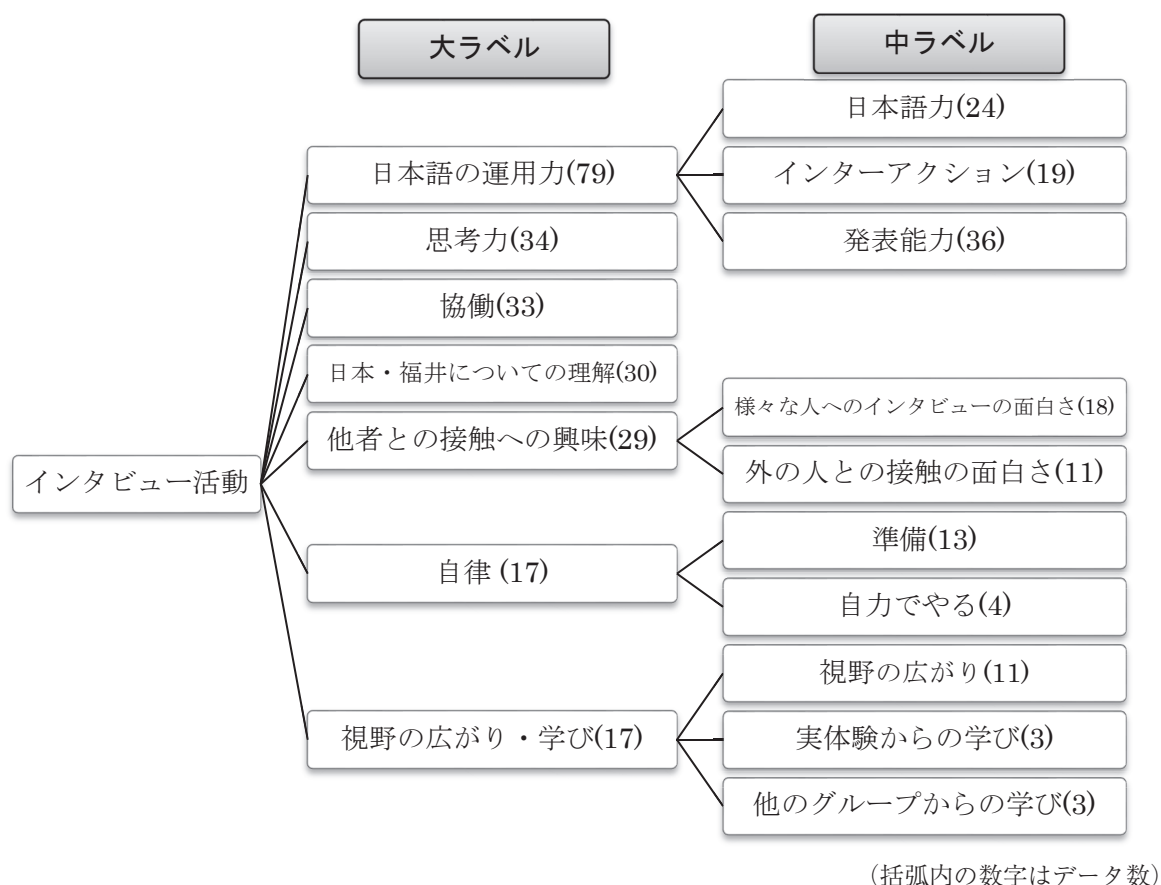 大ラベル
中ラベル
インタビュー活動
日本語の運用力(79)
日本語力(24)
インターアクション(19)
発表能力(36)
思考力(34)
協働(33)
日本・福井についての理解(30)
他者との接触への興味(29)
様々な人へのインタビューの面白さ(18)
外の人との接触の面白さ(11)
自律 (17)
準備(13)
自力でやる(4)
視野の広がり・学び(17)
視野の広がり(11)
実体験からの学び(3)
他のグループからの学び(3)
（括弧内の数字はデータ数）